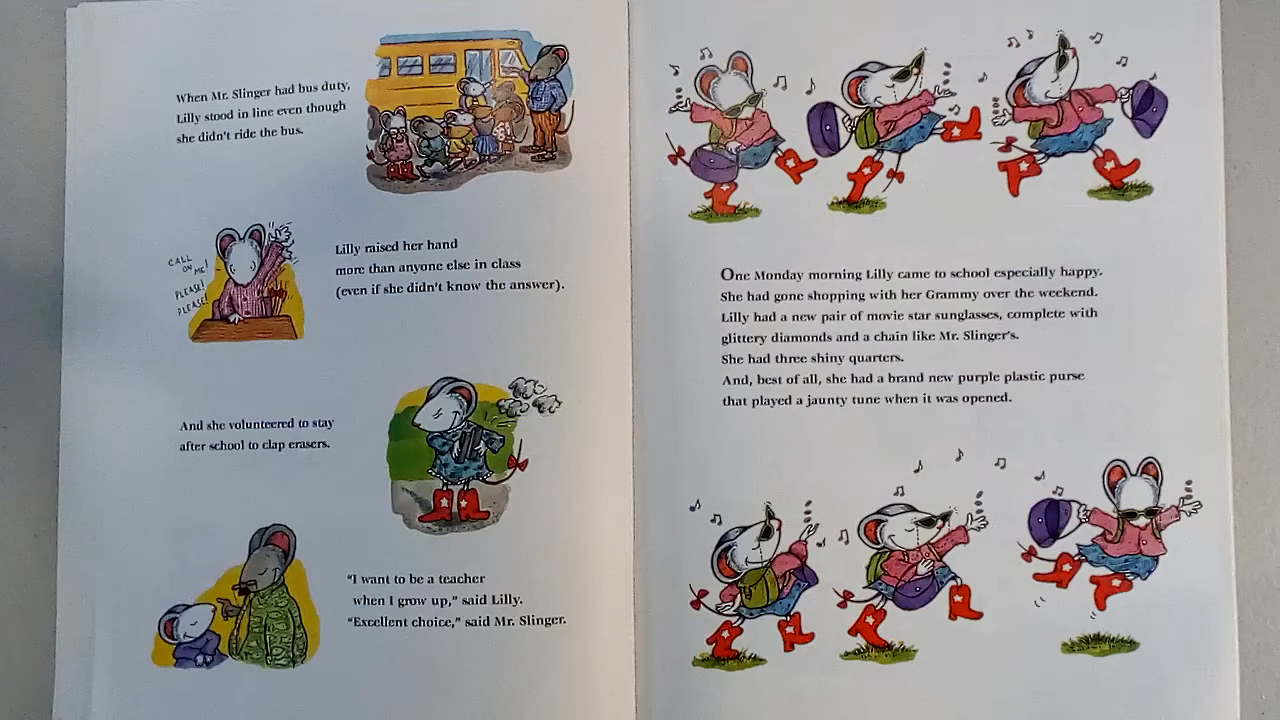 When Mr. Slinger had bus duty,
Lilly stood in line even though
she didn't ride the bus.
CALL
ON
ME!
PLEASE!
PLEASE!
Lilly raised her hand
more than anyone else in class
(even if she didn't know the answer).
And she volunteered to stay
after school to clap erasers.
"I want to be a teacher
when I grow up," said Lilly.
"Excellent choice," said Mr. Slinger.
One Monday morning Lilly came to school especially happy.
She had gone shopping with her Grammy over the weekend.
Lilly had a new pair of movie star sunglasses, complete with
glittery diamonds and a chain like Mr. Slinger's.
She had three shiny quarters.
And, best of all, she had a brand new purple plastic purse
that played a jaunty tune when it was opened.